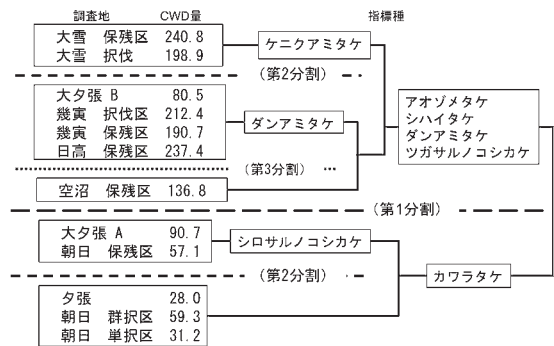 調査地 CWD量 指標種
大雪 保残区 240.8
大雪 択伐 198.9
ケニクアミタケ
(第2分割)
アオゾメタケ
シハイタケ
ダンアミタケ
ツガサルノコシカケ
大夕張 B 80.5
幾寅 択伐区 212.4
幾寅 保残区 190.7
日高 保残区 237.4
ダンアミタケ
(第3分割)
空沼 保残区 136.8
(第1分割)
大夕張 A 90.7
朝日 保残区 57.1
シロサルノコシカケ
(第2分割)
カワラタケ
夕張 28.0
朝日 群択区 59.3
朝日 単択区 31.2